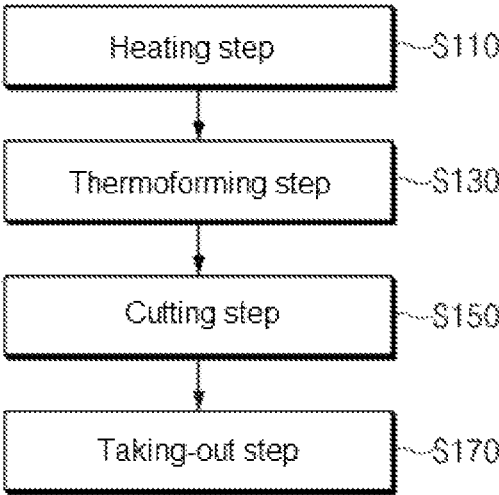 Heating step S110
Thermoforming step S130
Cutting step S150
Taking-out step S170